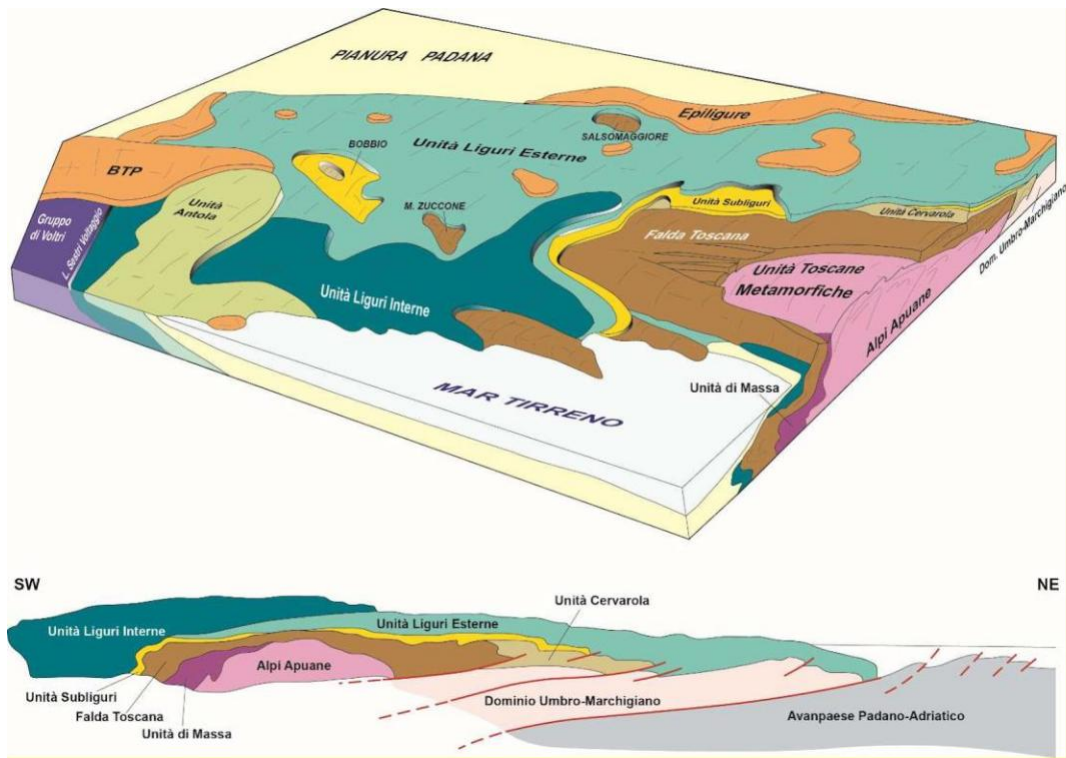 PIANURA PADANA
Epiligure
SALSOMAGGIORE
Unità Liguri Esterne
BOBBIO
BTP
Unità
Antola
M. ZUCCONE
Unità Subliguri
Unità Cervarola
Dom. Umbro-Marchigiano
Gruppo
di Voltri
L. Sestri Voltaggio
Falda Toscana
Unità Toscane
Metamorfiche
Unità Liguri Interne
Alpi Apuane
Unità di Massa
MAR TIRRENO
SW
NE
Unità Cervarola
Unità Liguri Interne
Unità Liguri Esterne
Alpi Apuane
Unità Subliguri
Falda Toscana
Unità di Massa
Dominio Umbro-Marchigiano
Avanpaese Padano-Adriatico